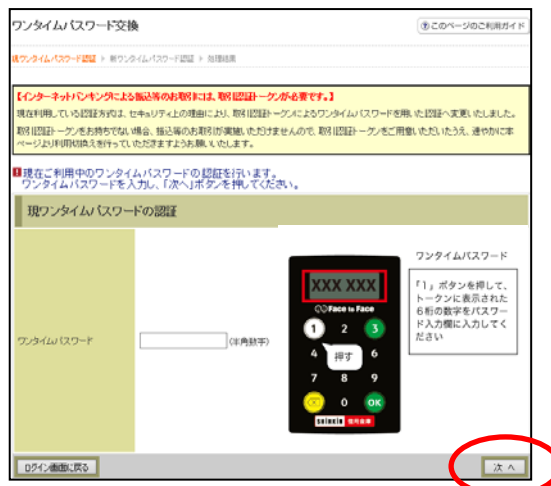 ワンタイムパスワード交換
?このページのご利用ガイド
現ワンタイムパスワード認証 > 新ワンタイムパスワード認証 > 処理結果
【インターネットバンキングによる振込等のお取引には、取引認証トークンが必要です。】
現在利用している認証方式は、セキュリティ上の理由により、取引認証トークンによるワンタイムパスワードを用いた認証へ変更いたしました。
取引認証トークンをお持ちでない場合、振込等のお取引が実施いただけませんので、取引認証トークンをご用意いただいたうえ、速やかに本
ページより利用切換えを行っていただきますようお願いいたします。
現在ご利用中のワンタイムパスワードの認証を行います。
ワンタイムパスワードを入力し、「次へ」ボタンを押してください。
現ワンタイムパスワードの認証
ワンタイムパスワード
(半角数字)
XXX XXX
Face to Face
1 2 3
4 押す 6
7 8 9
0 OK
Shinkin 信用金庫
ワンタイムパスワード
「1」ボタンを押して、
トークンに表示された
6桁の数字をパスワー
ド入力欄に入力してく
ださい
ログイン画面に戻る
次 へ